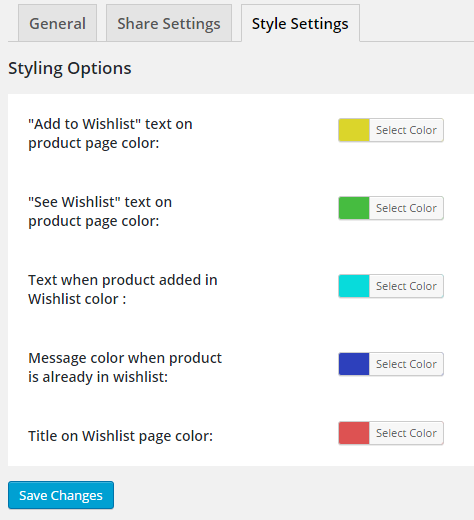 General Share Settings Style Settings
Styling Options
"Add to Wishlist" text on
product page color:
Select Color
"See Wishlist" text on
product page color:
Select Color
Text when product added in
Wishlist color :
Select Color
Message color when product
is already in wishlist:
Select Color
Title on Wishlist page color: Select Color
Save Changes